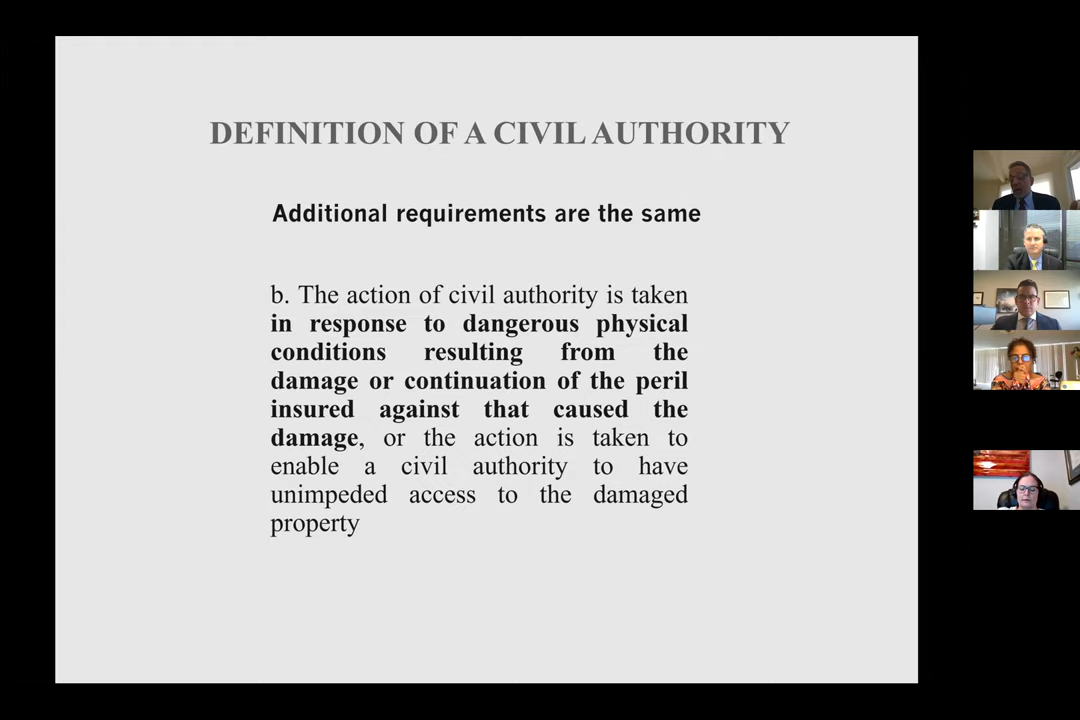 DEFINITION OF A CIVIL AUTHORITY
Additional requirements are the same
b. The action of civil authority is taken
in response to dangerous physical
conditions resulting from the
damage or continuation of the peril
insured against that caused the
damage, or the action is taken to
enable a civil authority to have
unimpeded access to the damaged
property